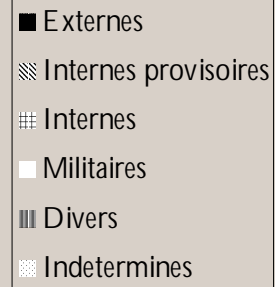 Externes
Internes provisoires
Internes
Militaires
Divers
Indetermines